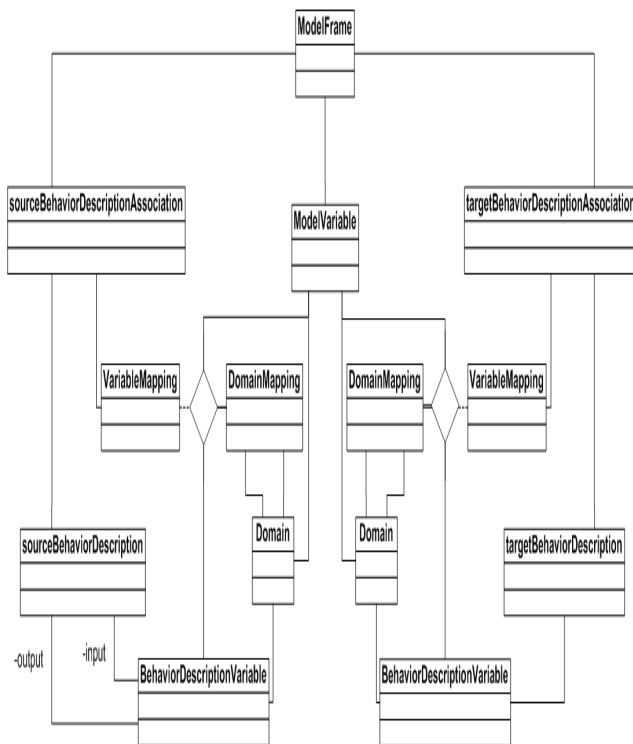 ModelFrame
sourceBehaviorDescriptionAssociation
ModelVariable
targetBehaviorDescriptionAssociation
VariableMapping
DomainMapping
DomainMapping
VariableMapping
sourceBehaviorDescription
Domain
Domain
targetBehaviorDescription
-output
-input
BehaviorDescriptionVariable
BehaviorDescriptionVariable